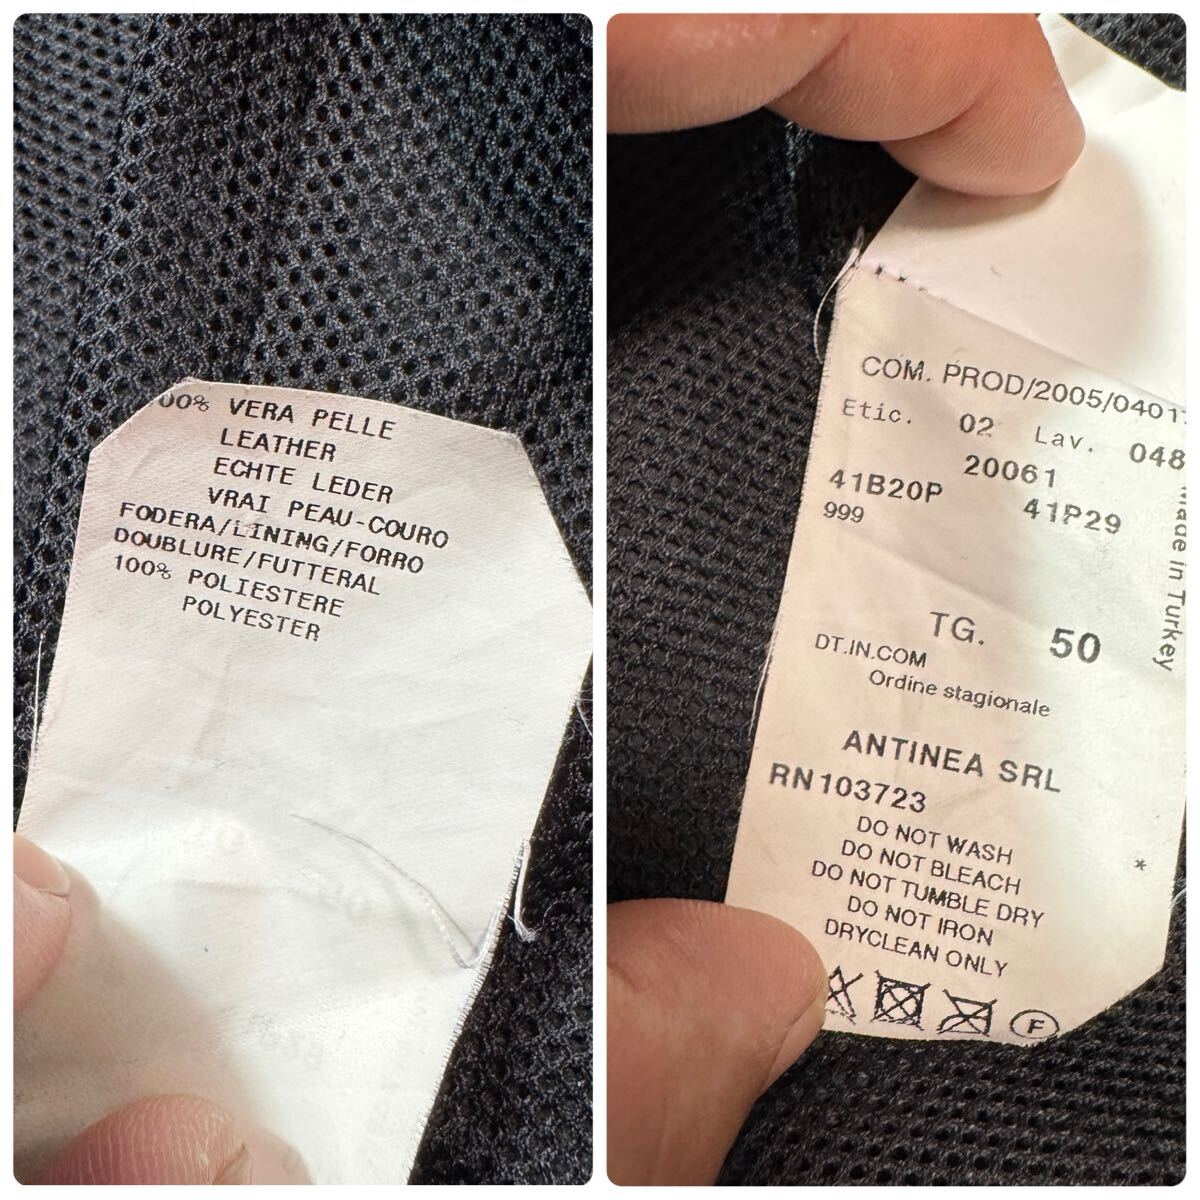 00% VERA PELLE
LEATHER
ECHTE LEDER
VRAI PEAU-COURO
FODERA/LINING/FORRO
DOUBLURE/FUTTERAL
100% POLIESTERE
POLYESTER
COM. PROD/2005/0401
Etic. 02 Lav. 048
20061
41B20P 41P29
999
Made in Turkey
TG. 50
DT.IN.COM
Ordine stagionale
ANTINEA SRL
RN103723
DO NOT WASH
DO NOT BLEACH
DO NOT TUMBLE DRY
DO NOT IRON
DRYCLEAN ONLY
*
F